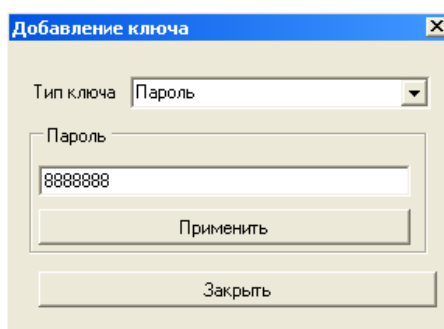 Добавление ключа
Тип ключа Пароль
Пароль
8888888
Применить
Закрыть